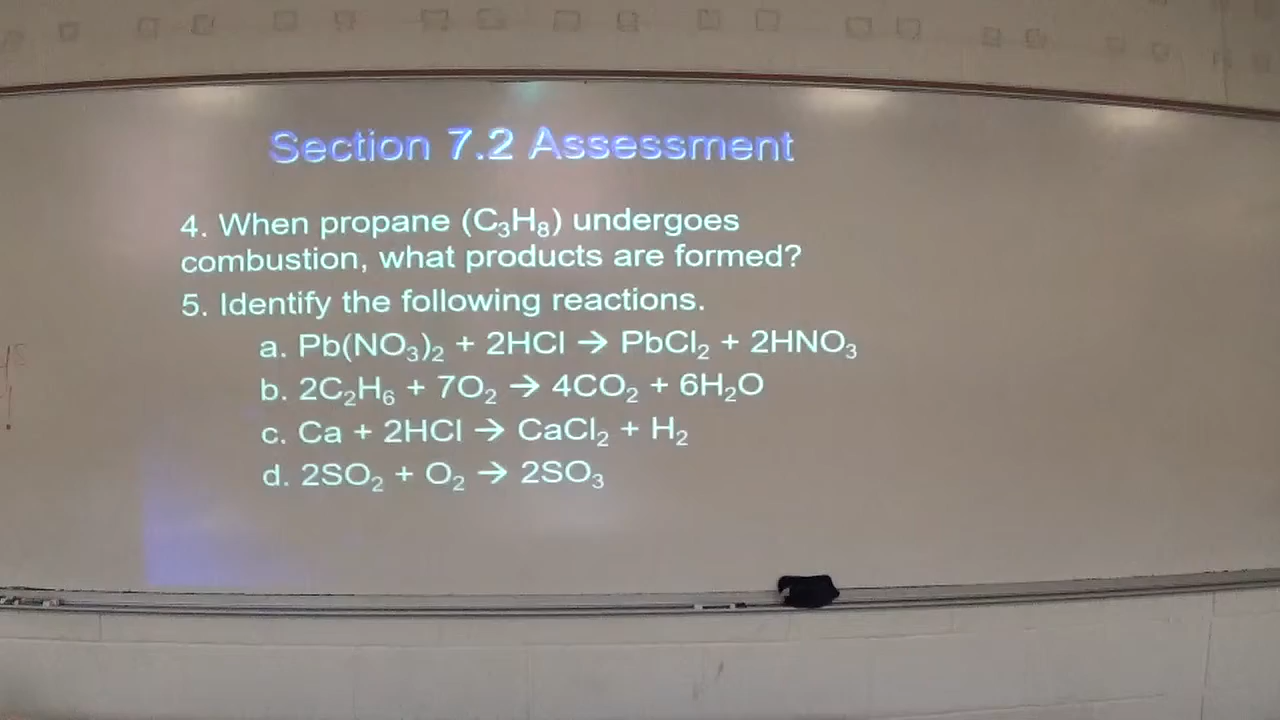 Section 7.2 Assessment
4. When propane (C₃H₈) undergoes
combustion, what products are formed?
5. Identify the following reactions.
a. Pb(NO₃)₂ + 2HCl → PbCl₂ + 2HNO₃
b. 2C₂H₆ + 7O₂ → 4CO₂ + 6H₂O
c. Ca + 2HCl → CaCl₂ + H₂
d. 2SO₂ + O₂ → 2SO₃